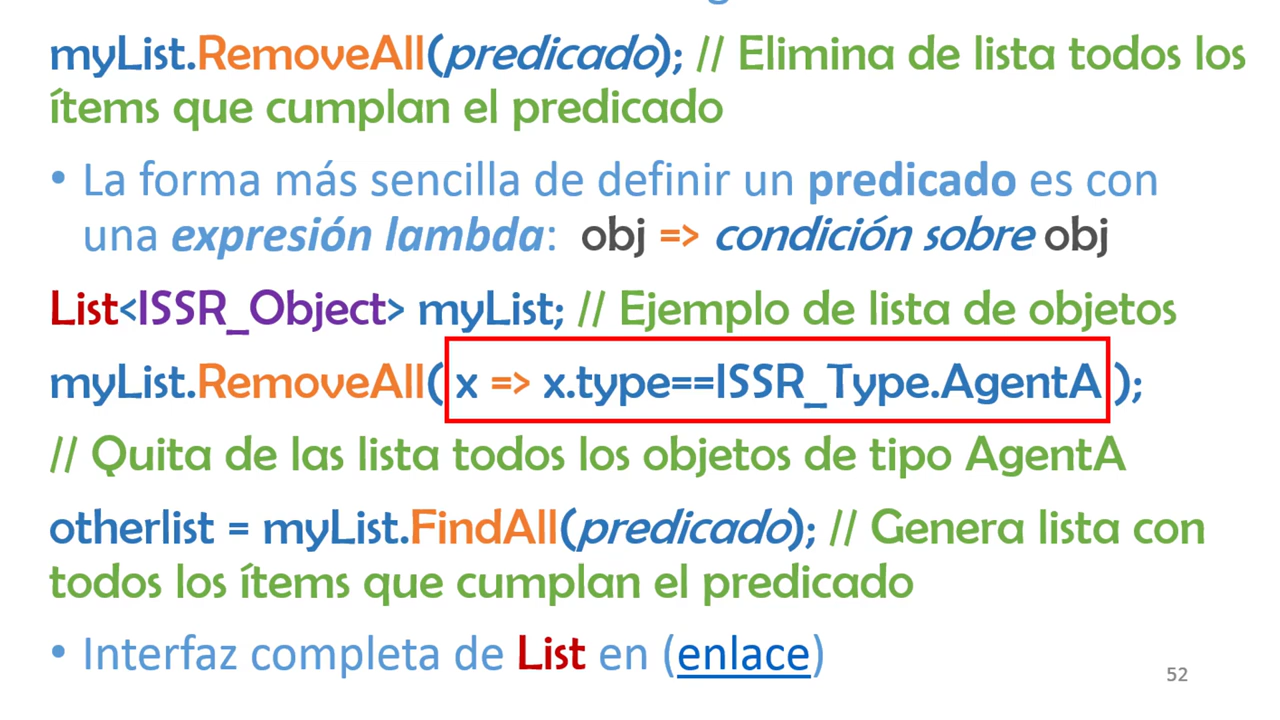 myList.RemoveAll(predicado); // Elimina de lista todos los
ítems que cumplan el predicado
• La forma más sencilla de definir un predicado es con
una expresión lambda: obj => condición sobre obj
List<ISSR_Object> myList; // Ejemplo de lista de objetos
myList.RemoveAll( x => x.type==ISSR_Type.AgentA );
// Quita de las lista todos los objetos de tipo AgentA
otherlist = myList.FindAll(predicado); // Genera lista con
todos los ítems que cumplan el predicado
• Interfaz completa de List en (enlace)
52